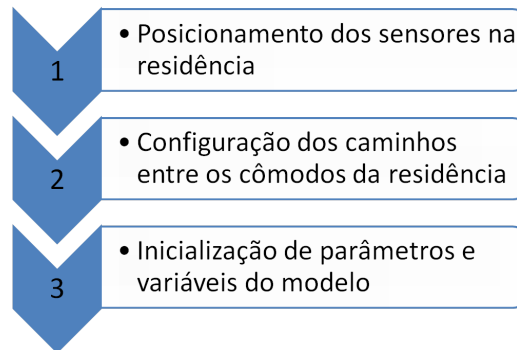 1
• Posicionamento dos sensores na
residência
2
• Configuração dos caminhos
entre os cômodos da residência
3
• Inicialização de parâmetros e
variáveis do modelo